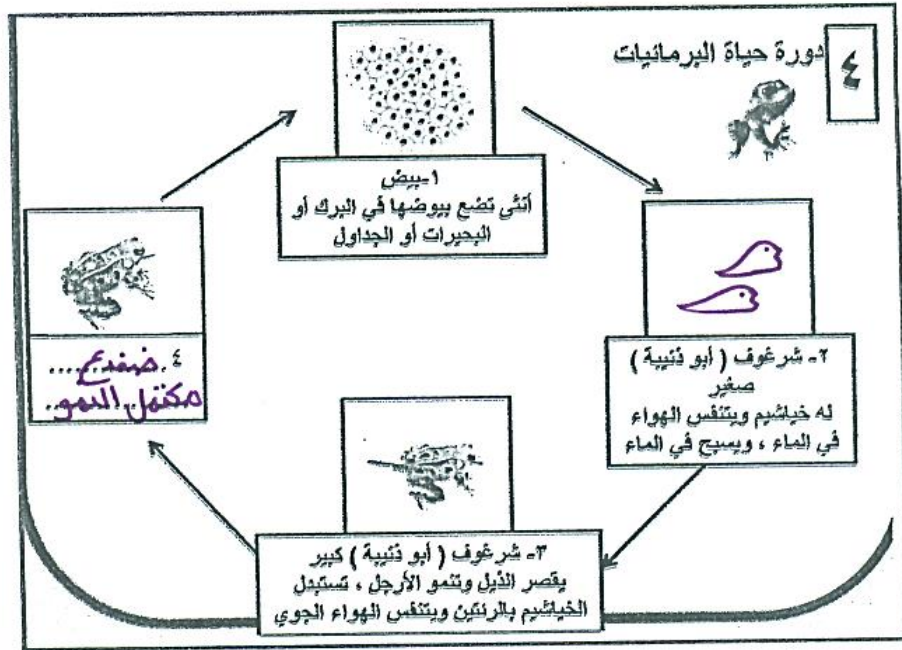 ٤
دورة حياة البرمائيات
١-بيض
أنثى تضع بيوضها في البرك أو
البحيرات أو الجداول
٢- شرغوف ( أبو ذنيبة )
صغير
له خياشيم ويتنفس الهواء
في الماء ، ويسبح في الماء
٣- شرغوف ( أبو ذنيبة ) كبير
يقصر الذيل وتنمو الأرجل ، تستبدل
الخياشيم بالرئتين ويتنفس الهواء الجوي
٤. ضفدع
مكتمل النمو